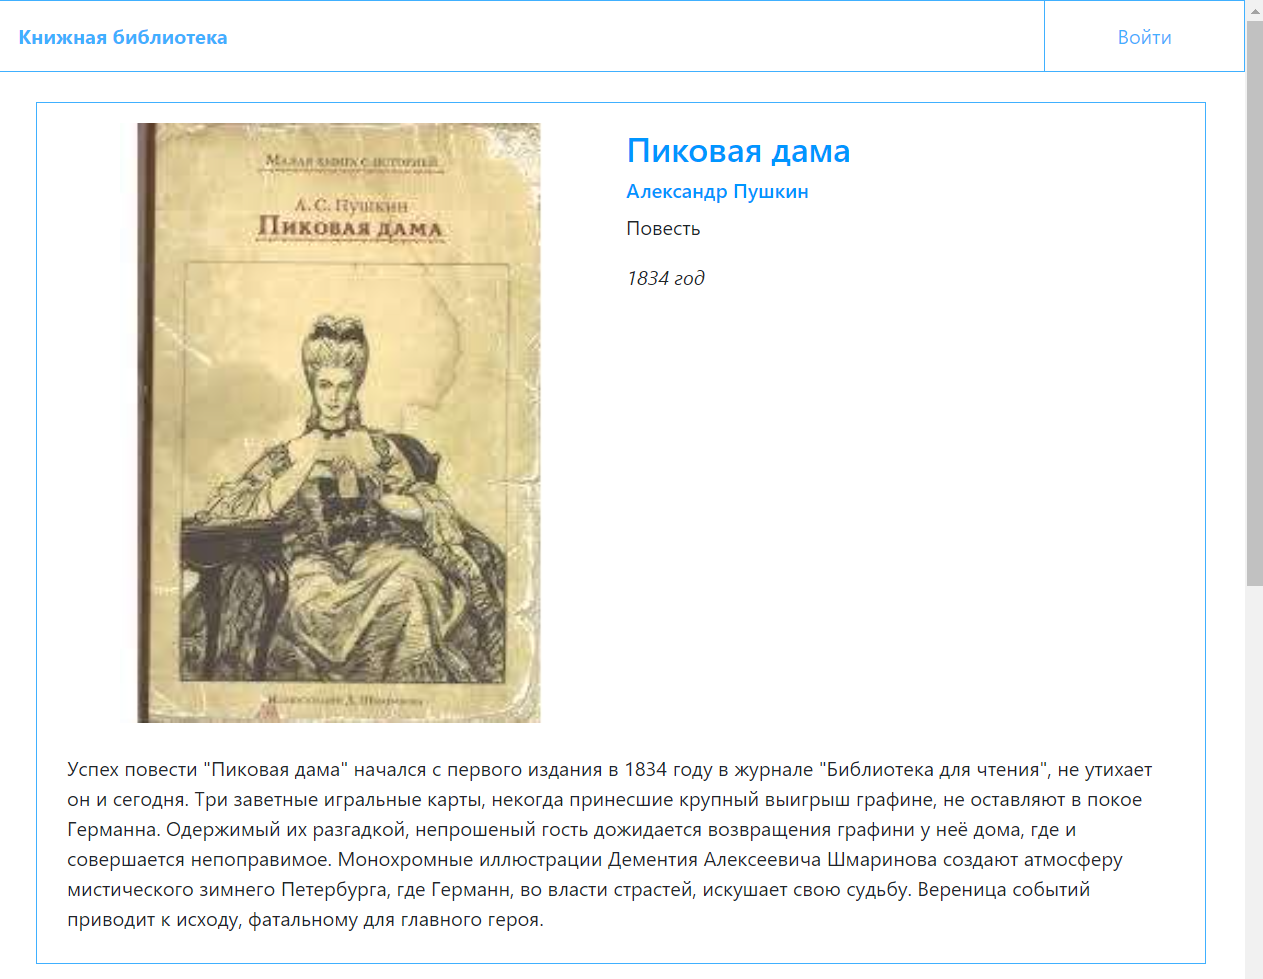 Книжная библиотека
Войти
Малая книга с историей
А. С. Пушкин
Пиковая дама
Пиковая дама
Александр Пушкин
Повесть
1834 год
Успех повести "Пиковая дама" начался с первого издания в 1834 году в журнале "Библиотека для чтения", не утихает
он и сегодня. Три заветные игральные карты, некогда принесшие крупный выигрыш графине, не оставляют в покое
Германна. Одержимый их разгадкой, непрошеный гость дожидается возвращения графини у неё дома, где и
совершается непоправимое. Монохромные иллюстрации Дементия Алексеевича Шмаринова создают атмосферу
мистического зимнего Петербурга, где Германн, во власти страстей, искушает свою судьбу. Вереница событий
приводит к исходу, фатальному для главного героя.